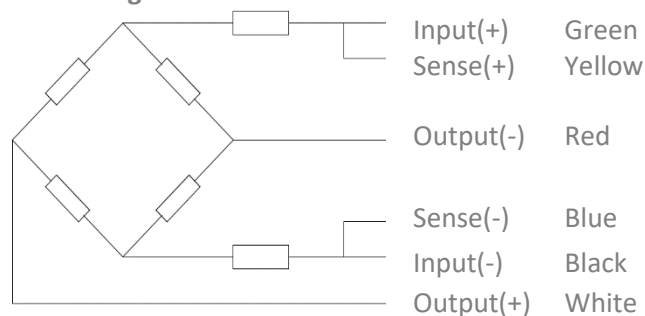 Input(+) Green
Sense(+) Yellow
Output(-) Red
Sense(-) Blue
Input(-) Black
Output(+) White